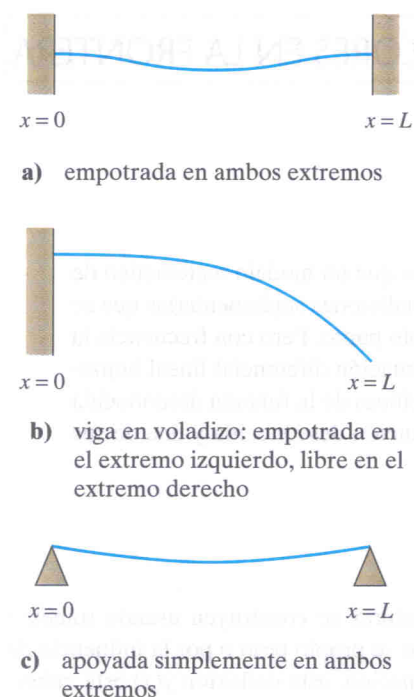 x = 0
x = L
a) empotrada en ambos extremos
x = 0
x = L
b) viga en voladizo: empotrada en
el extremo izquierdo, libre en el
extremo derecho
x = 0
x = L
c) apoyada simplemente en ambos
extremos